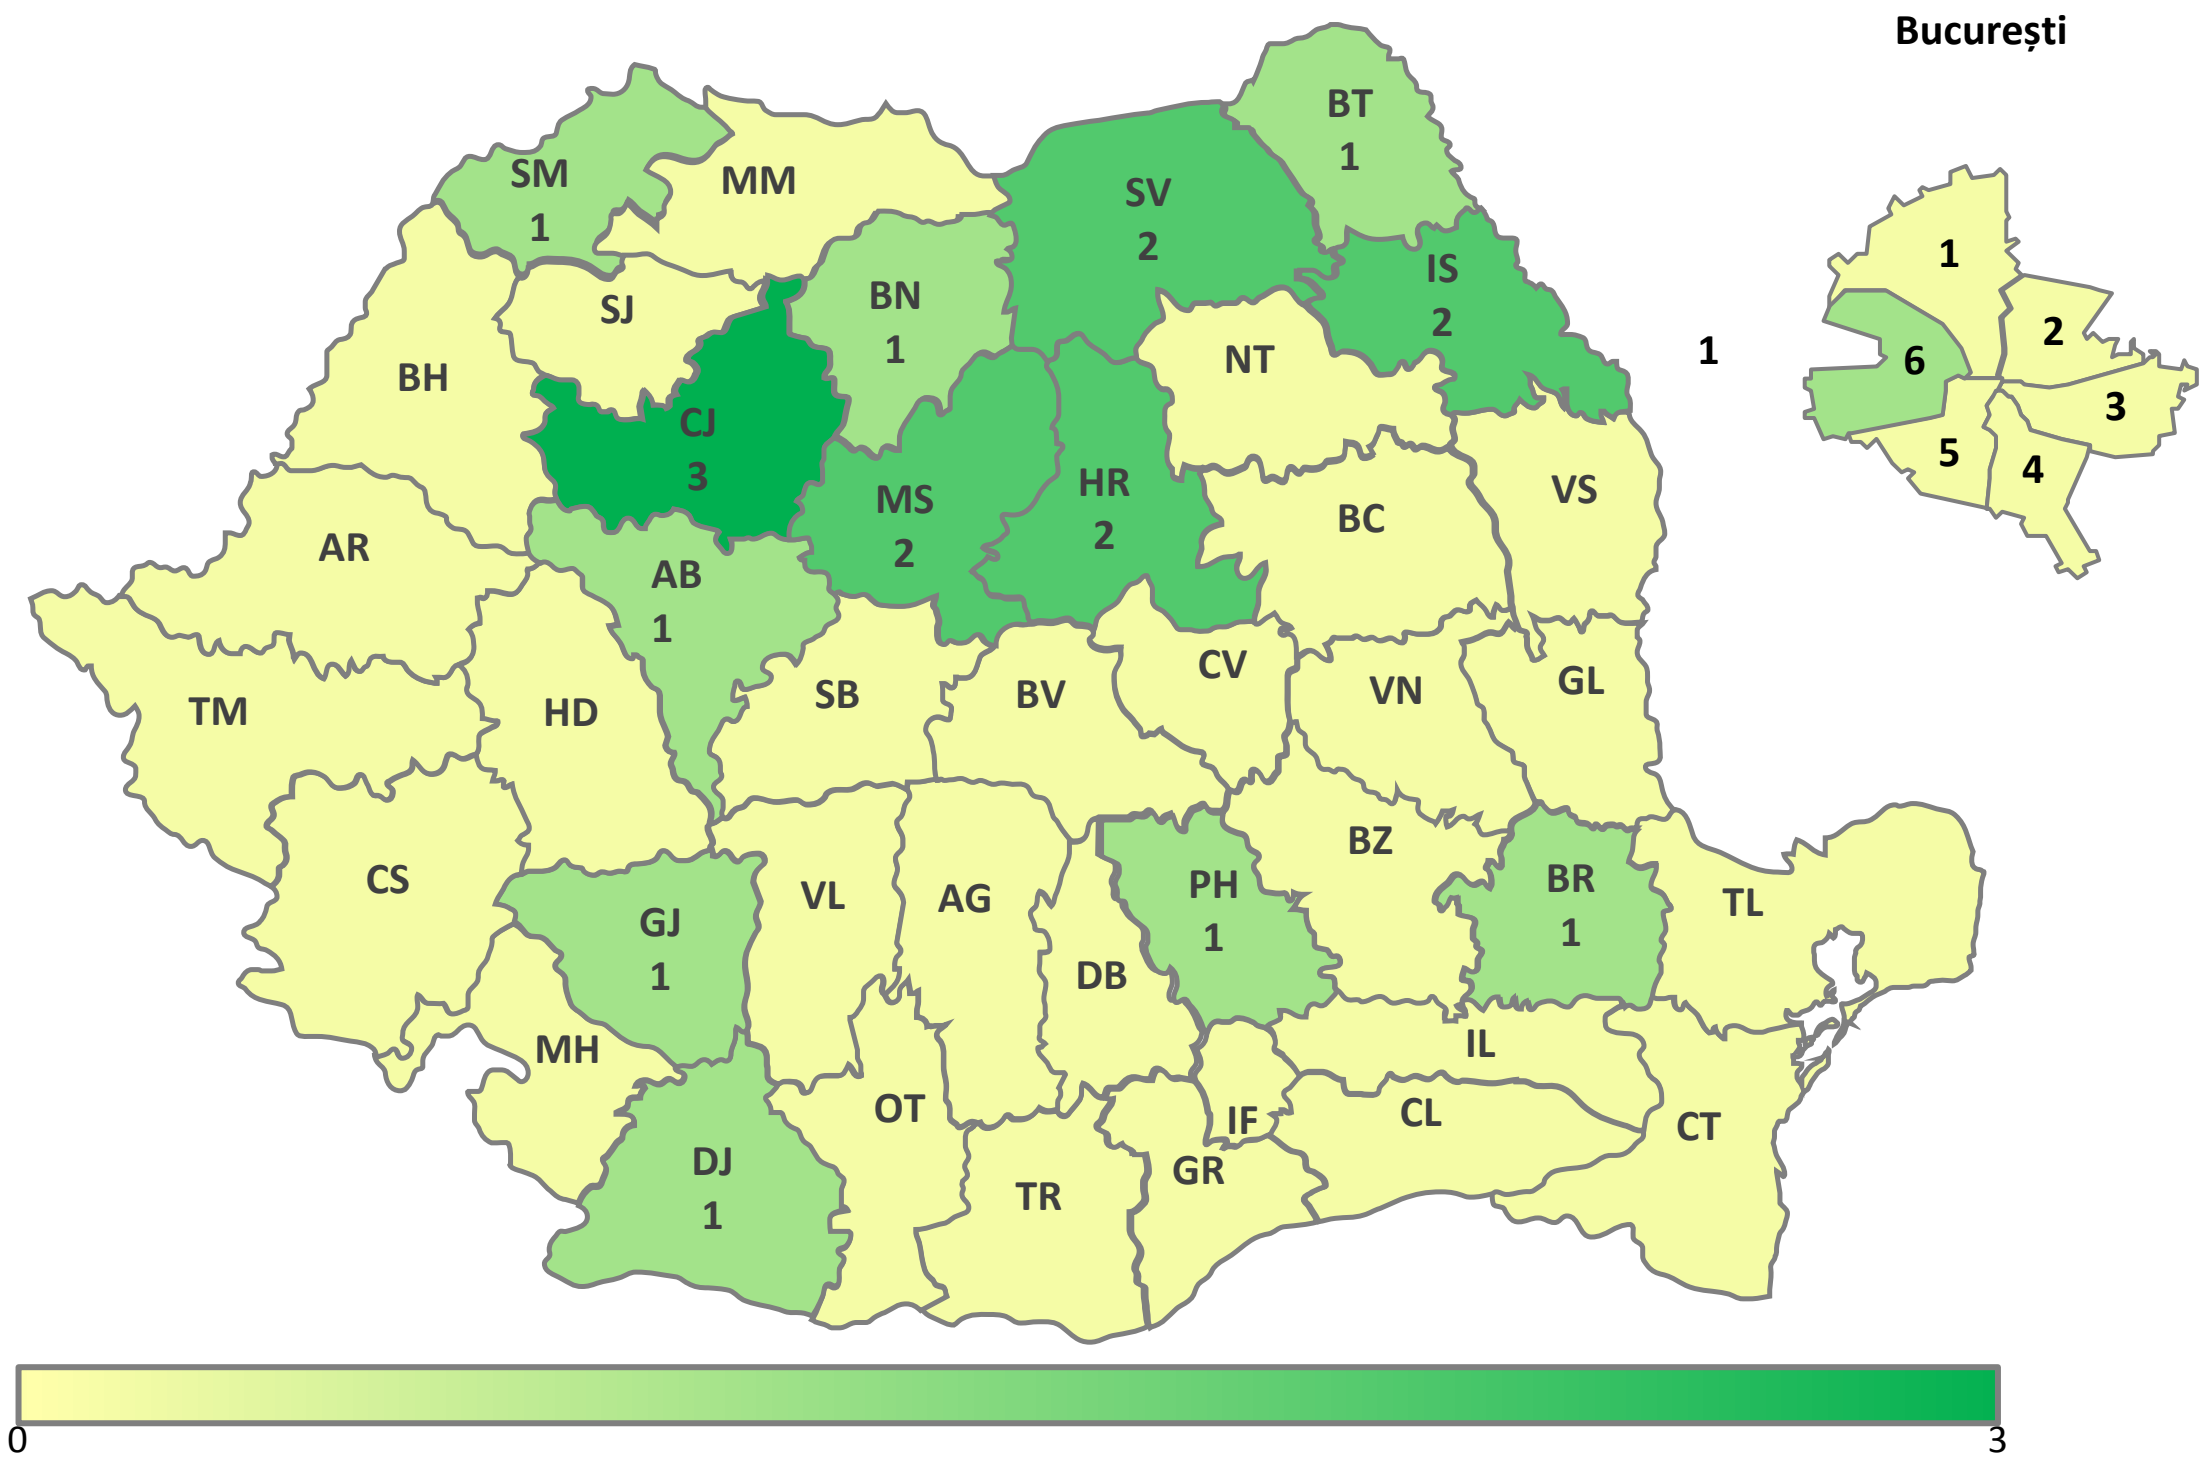 București
BT
1
SM
1
MM
SV
2
1
IS
2
BN
1
SJ
1
2
NT
6
BH
3
CJ
3
5
4
HR
2
VS
MS
2
BC
AR
AB
1
CV
GL
VN
SB
BV
TM
HD
BZ
CS
PH
1
BR
1
VL
AG
TL
GJ
1
DB
IL
MH
OT
CL
IF
CT
DJ
1
GR
TR
0
3